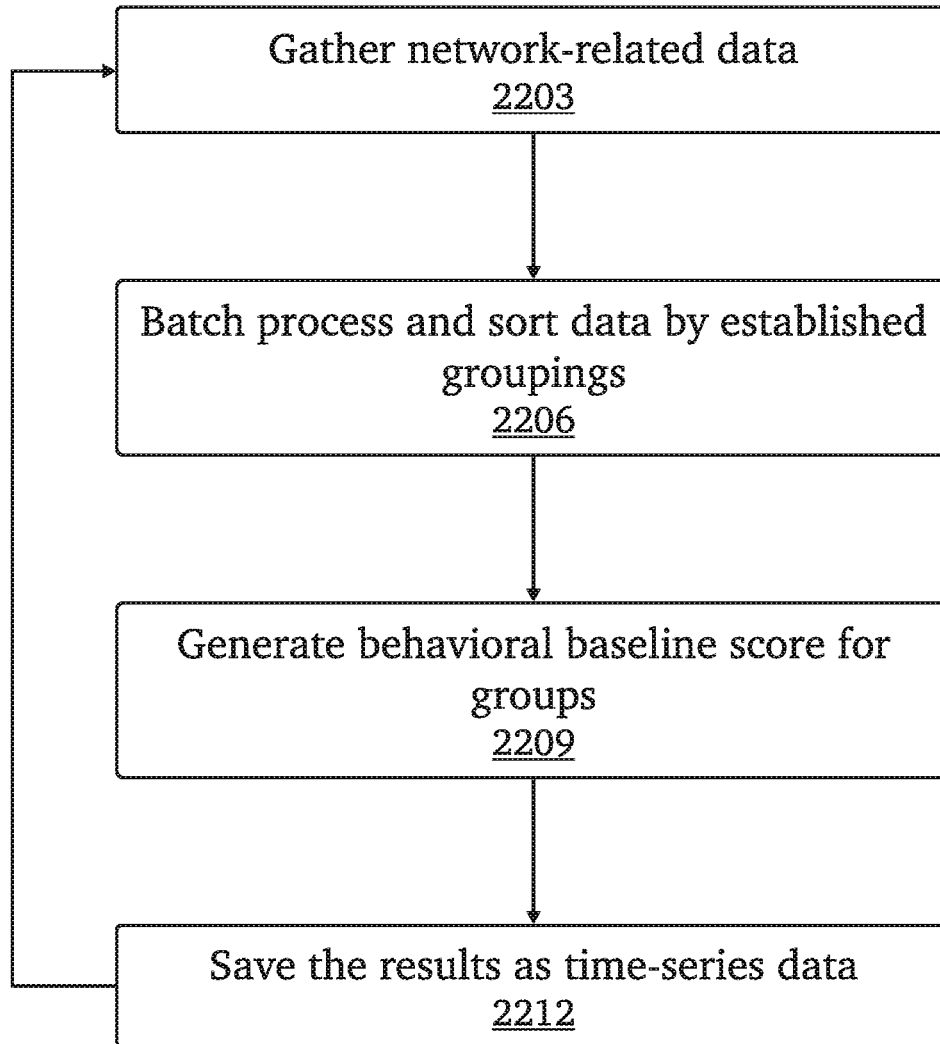 Gather network-related data
2203
Batch process and sort data by established
groupings
2206
Generate behavioral baseline score for
groups
2209
Save the results as time-series data
2212